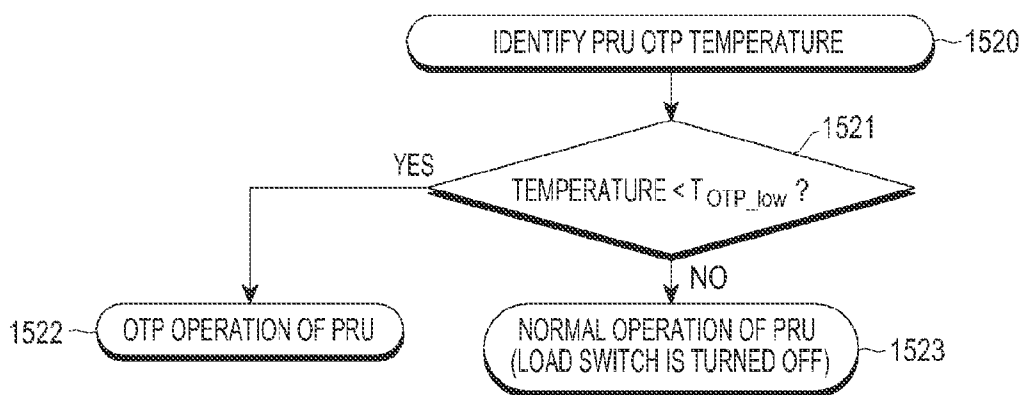 IDENTIFY PRU OTP TEMPERATURE
1520
1521
YES
TEMPERATURE < T OTP_low ?
NO
1522
OTP OPERATION OF PRU
NORMAL OPERATION OF PRU
(LOAD SWITCH IS TURNED OFF)
1523